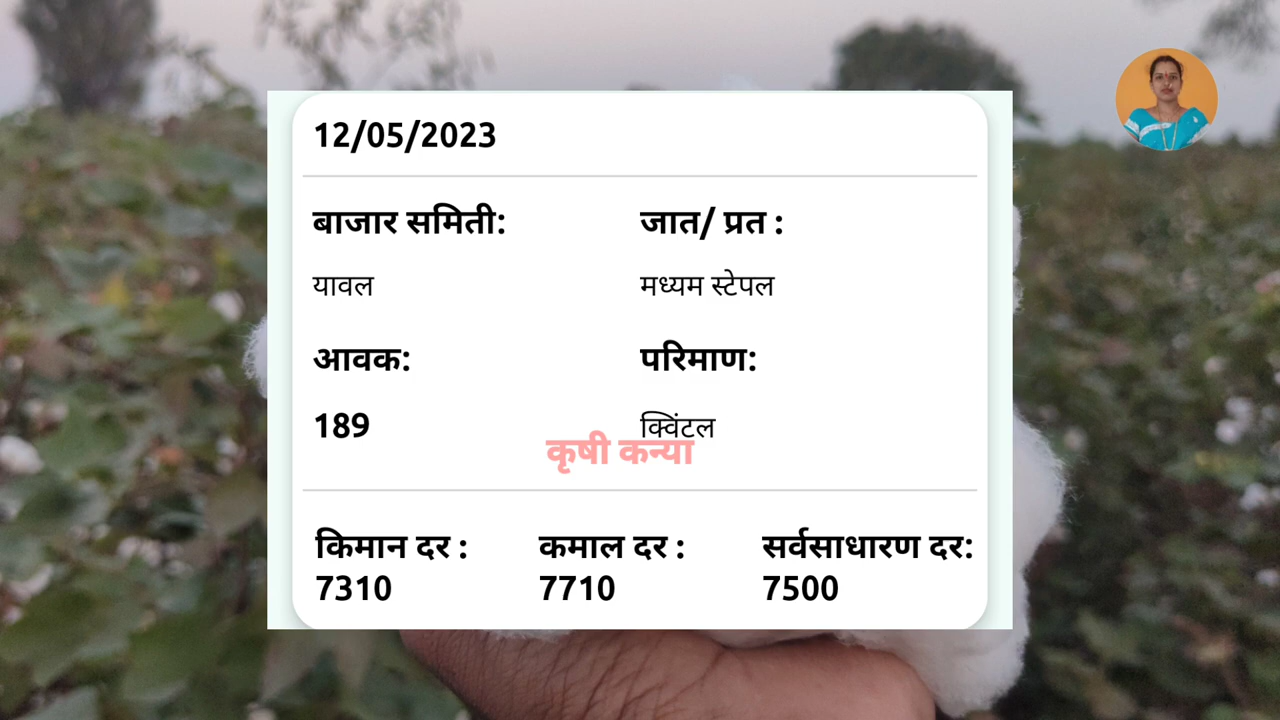 12/05/2023
बाजार समिती: जात/ प्रत :
यावल मध्यम स्टेपल
आवक: परिमाण:
189 क्विंटल
कृषी कन्या
किमान दर : कमाल दर : सर्वसाधारण दर:
7310 7710 7500